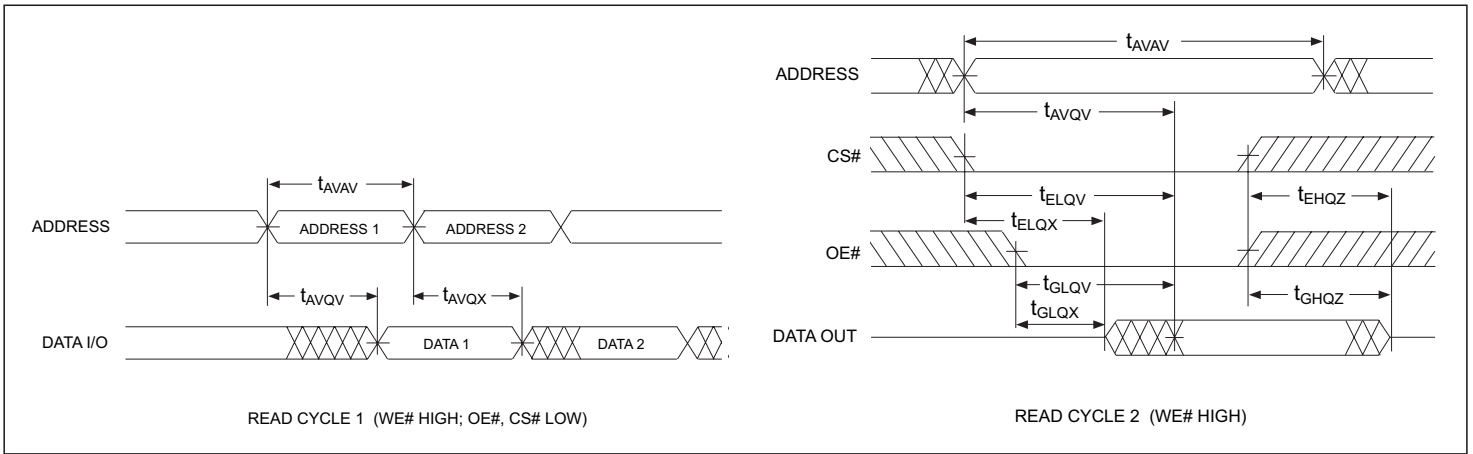 tAVAV
ADDRESS
ADDRESS 1
ADDRESS 2
tAVQV
tAVQX
DATA I/O
DATA 1
DATA 2
READ CYCLE 1 (WE# HIGH; OE#, CS# LOW)
tAVAV
ADDRESS
tAVQV
CS#
tELQV
tEHQZ
tELQX
OE#
tGLQV
tGHQZ
tGLQX
DATA OUT
READ CYCLE 2 (WE# HIGH)